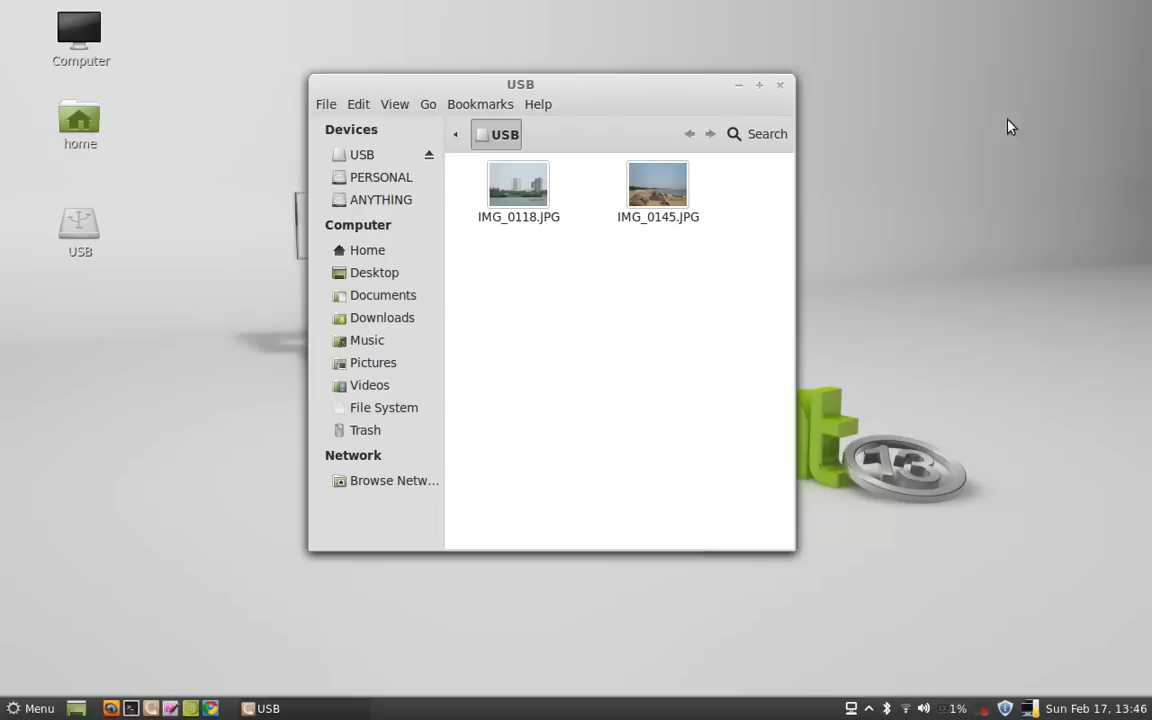 Computer
home
USB
USB
File Edit View Go Bookmarks Help
USB
Search
Devices
USB
PERSONAL
ANYTHING
Computer
Home
Desktop
Documents
Downloads
Music
Pictures
Videos
File System
Trash
Network
Browse Netw...
IMG_0118.JPG
IMG_0145.JPG
t
13
Menu
USB
1%
Sun Feb 17, 13:46